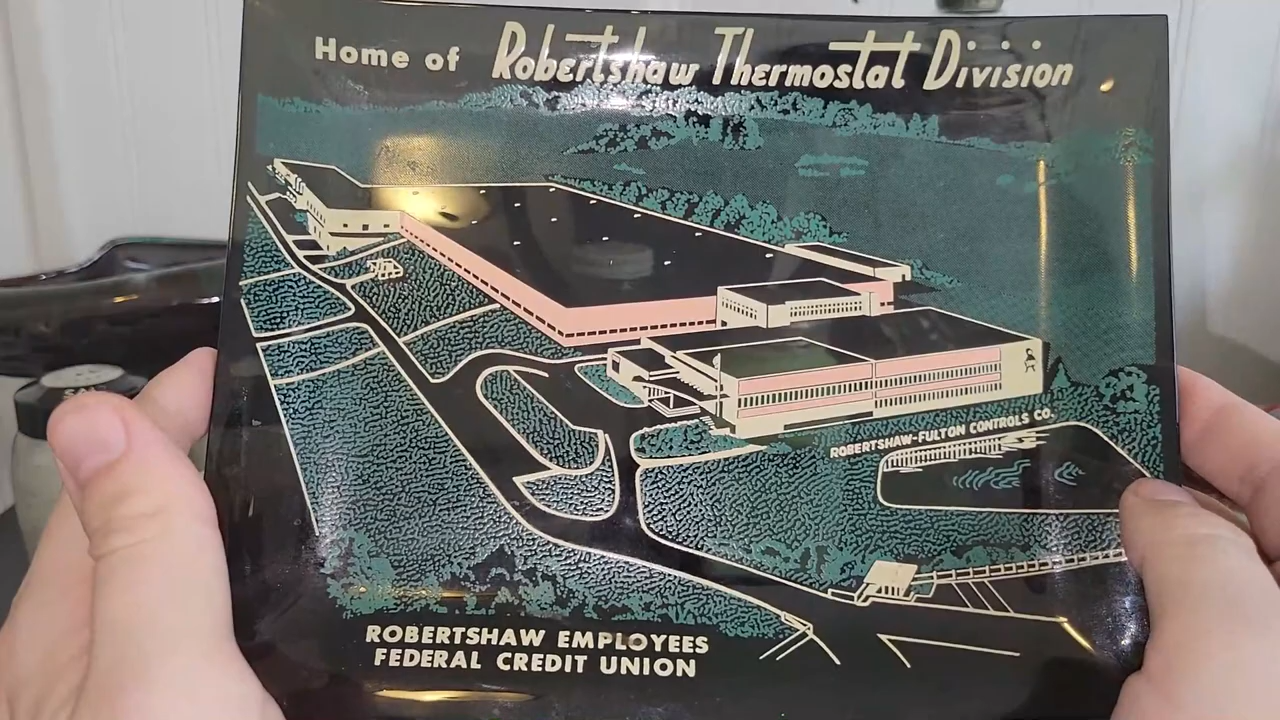 Home of Robertshaw Thermostat Division
ROBERTSHAW-FULTON CONTROLS CO.
ROBERTSHAW EMPLOYEES
FEDERAL CREDIT UNION